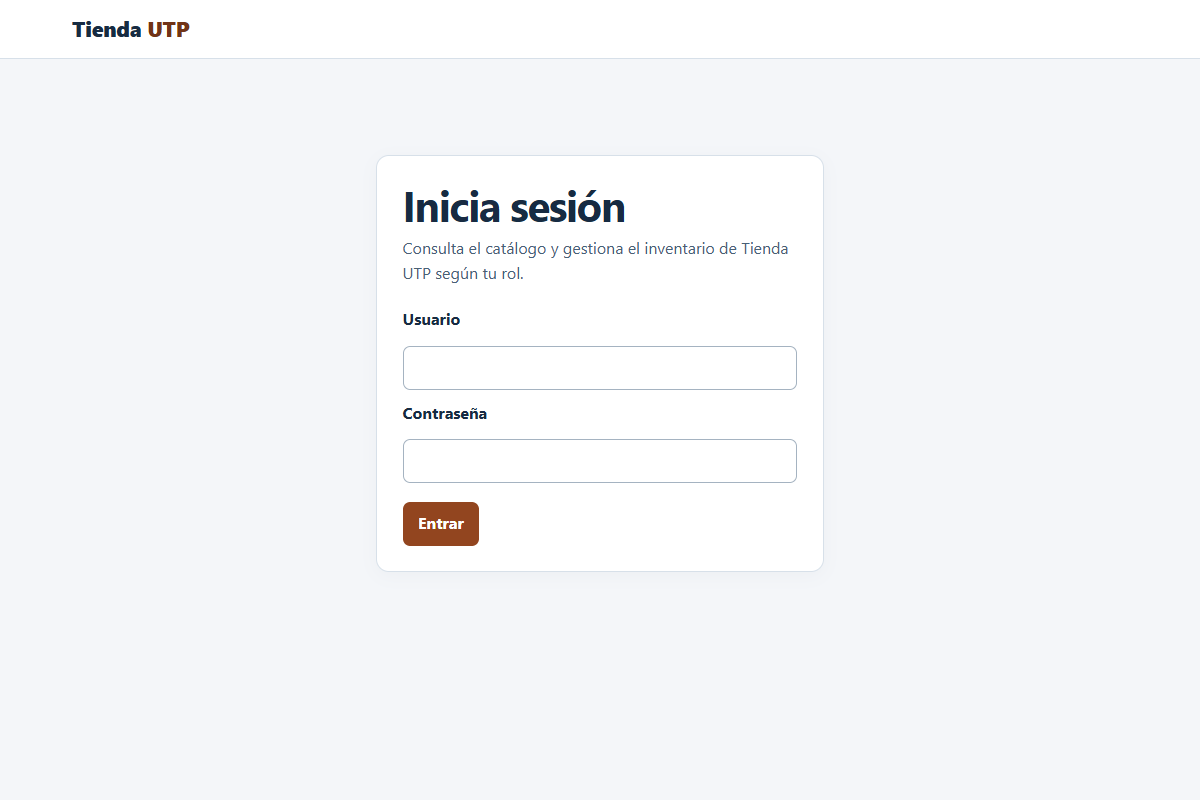 Tienda UTP
Inicia sesión
Consulta el catálogo y gestiona el inventario de Tienda
UTP según tu rol.
Usuario
Contraseña
Entrar